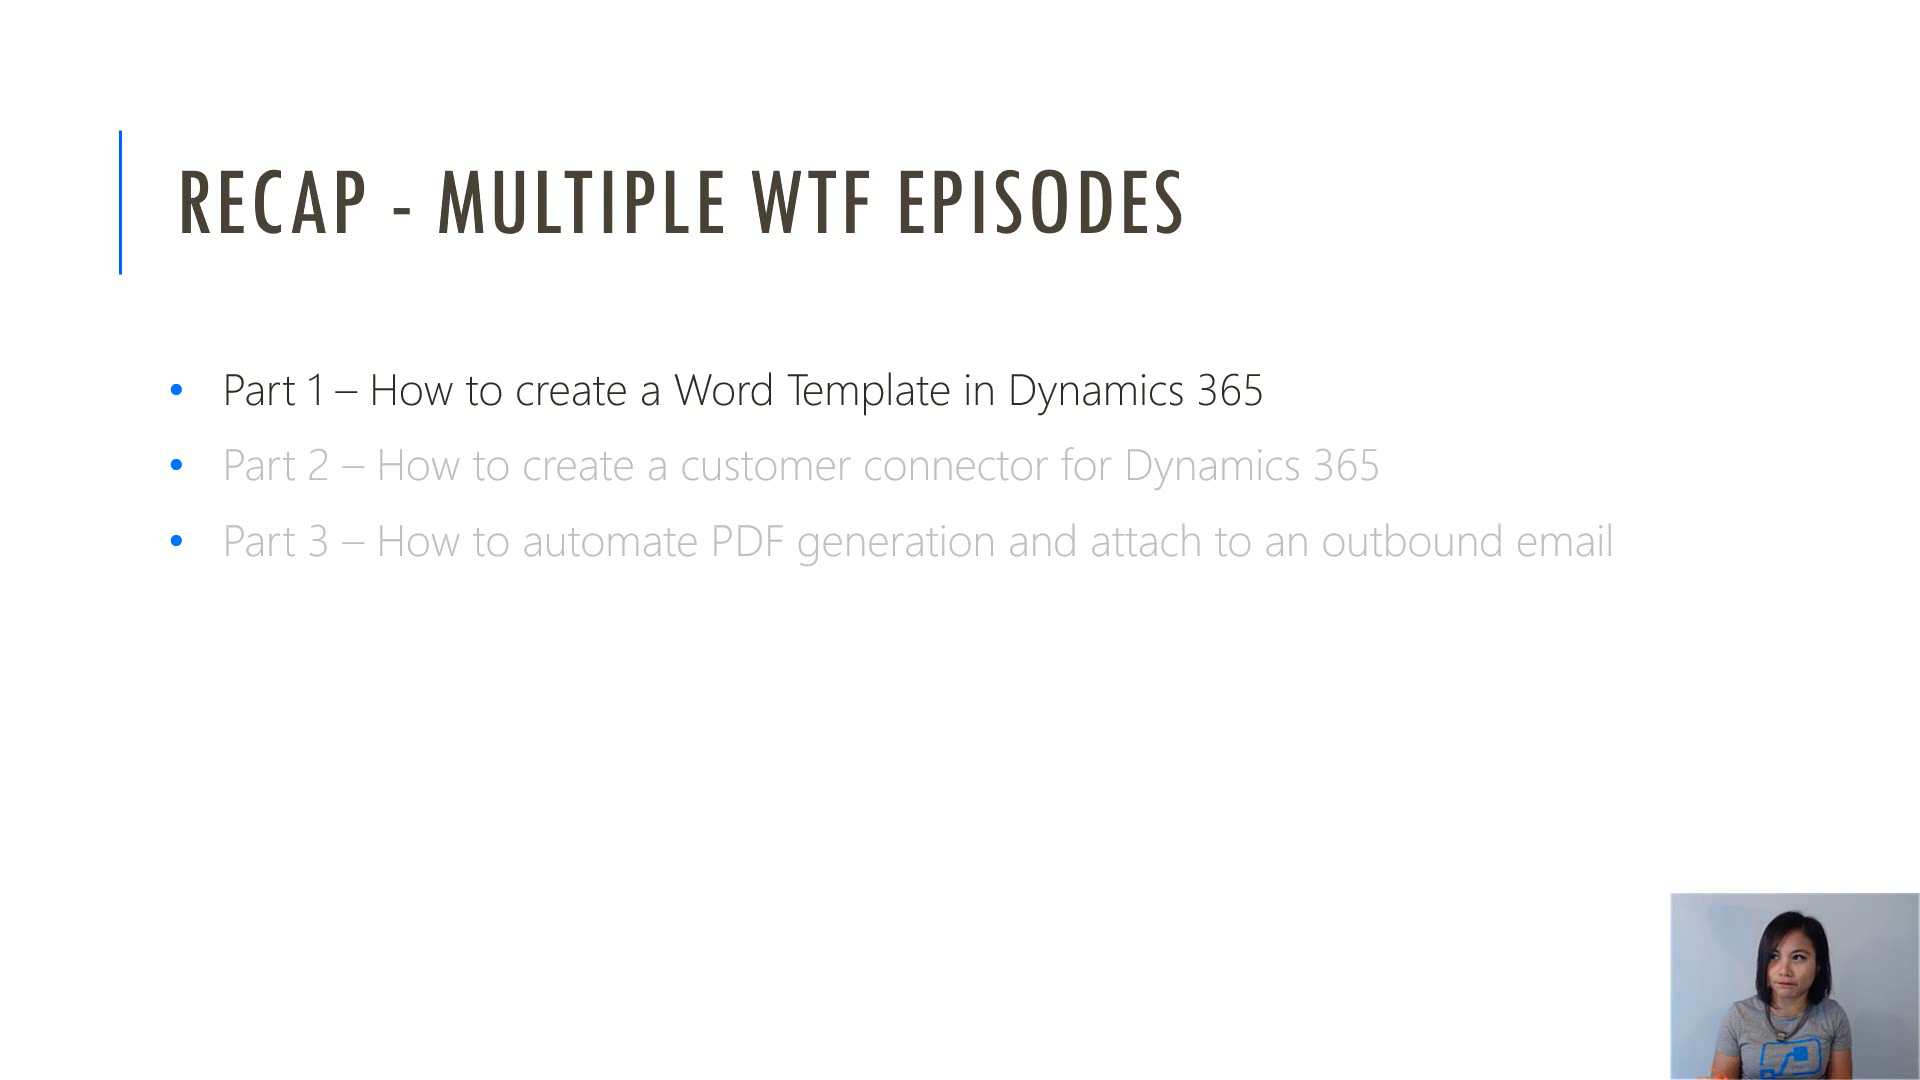 RECAP - MULTIPLE WTF EPISODES
• Part 1 – How to create a Word Template in Dynamics 365
• Part 2 – How to create a customer connector for Dynamics 365
• Part 3 – How to automate PDF generation and attach to an outbound email